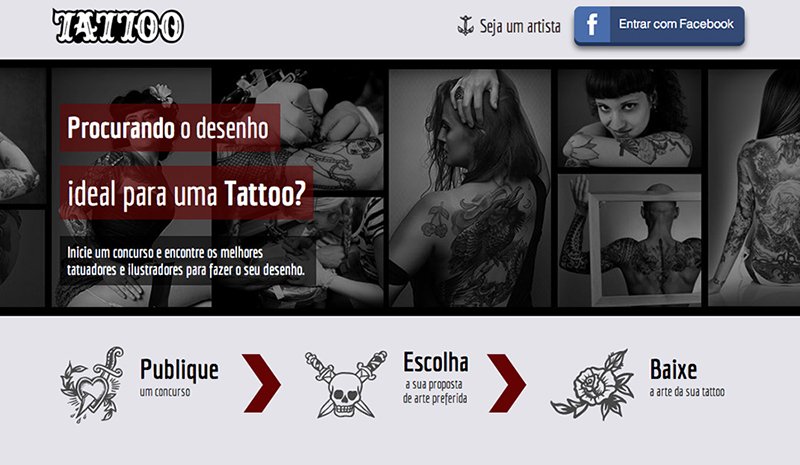 TATTOO
Seja um artista
f Entrar com Facebook
Procurando o desenho
ideal para uma Tattoo?
Inicie um concurso e encontre os melhores
tatuadores e ilustradores para fazer o seu desenho.
Publique
um concurso
Escolha
a sua proposta
de arte preferida
Baixe
a arte da sua tattoo